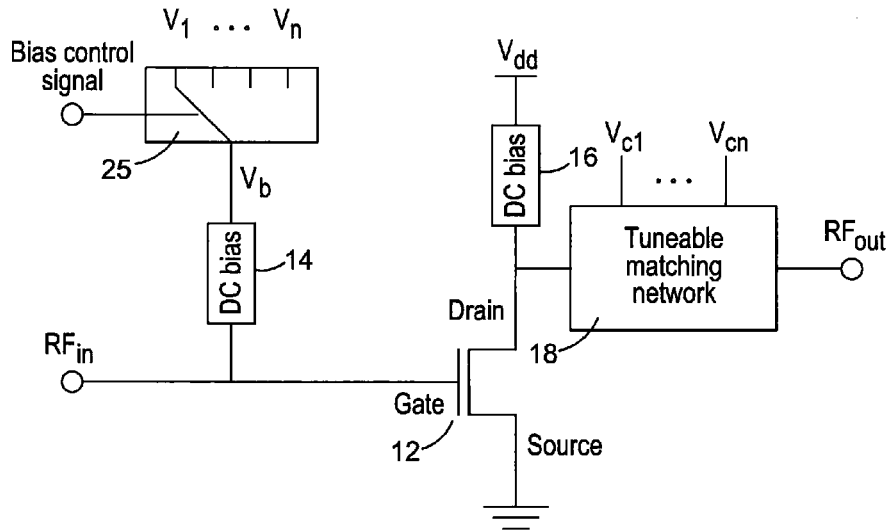 V1 ... Vn
Bias control
signal
25
Vb
DC bias
14
RFin
Vdd
DC bias
16
Vc1 ... Vcn
Tuneable
matching
network
18
RFout
Drain
Gate
12
Source